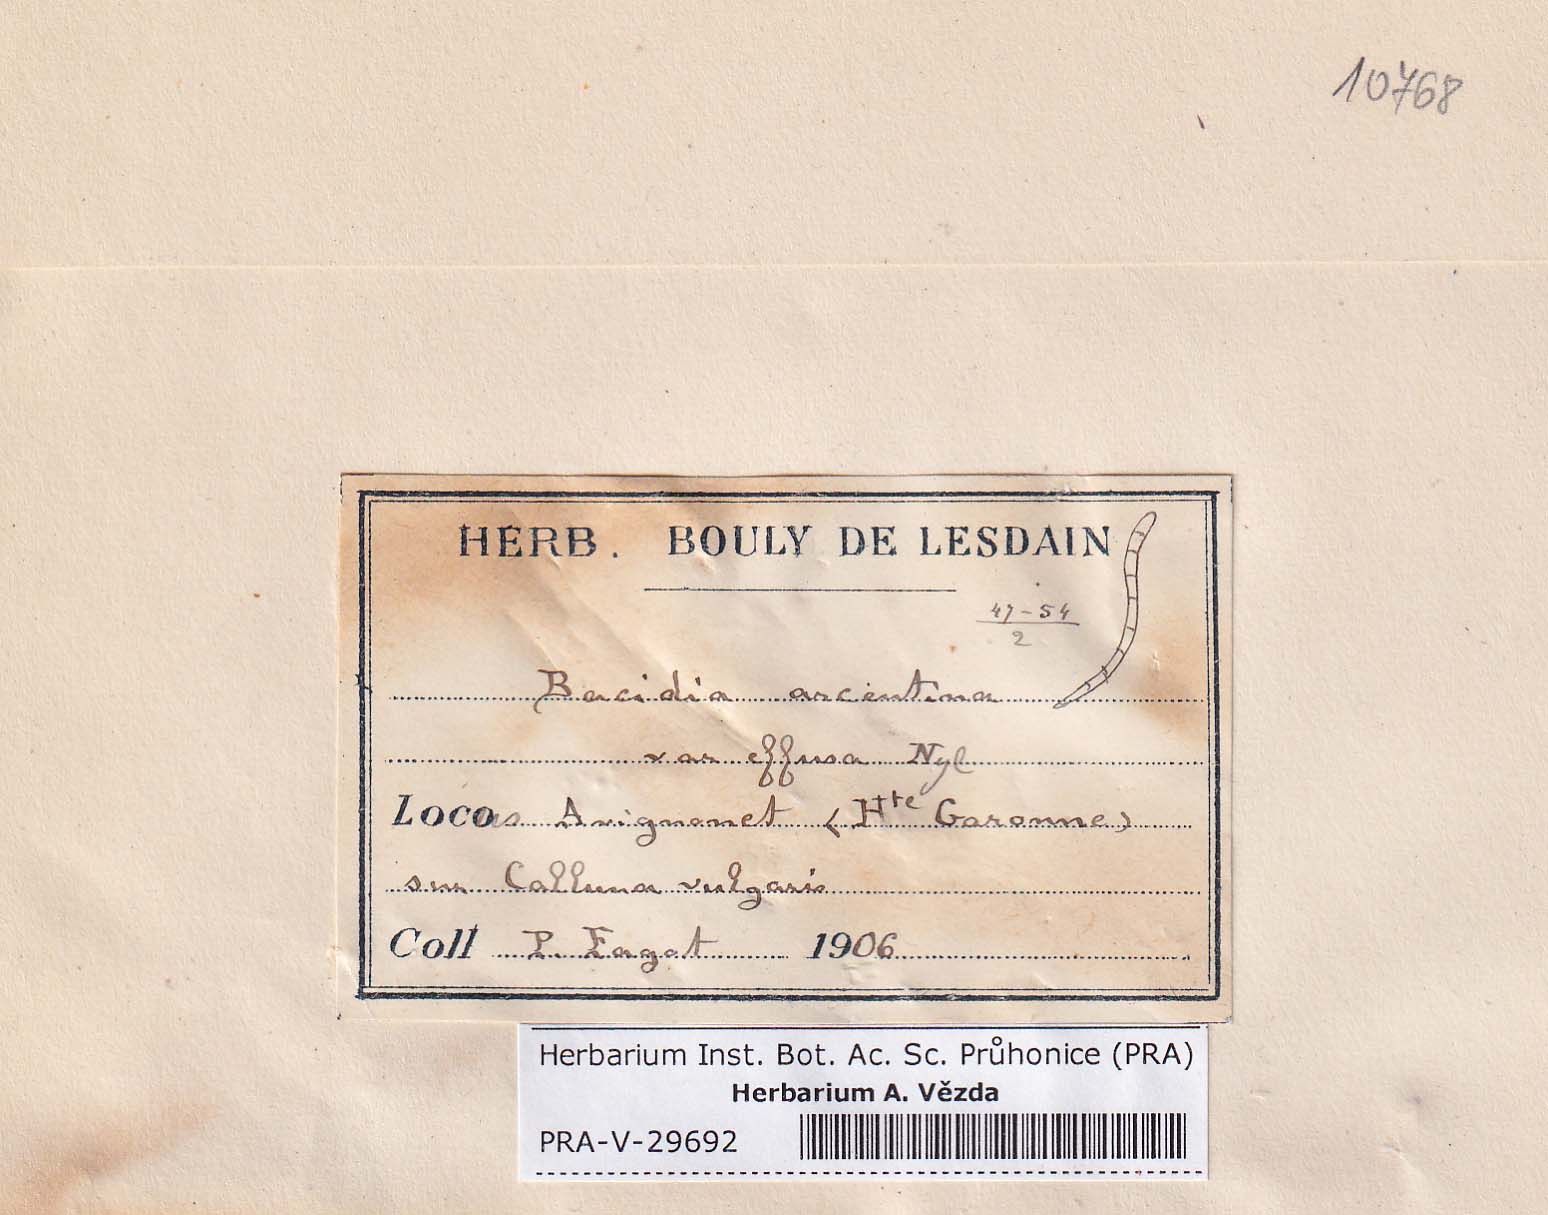 10768
HERB. BOULY DE LESDAIN
47-54
2
Bacidia arceutina
var effusa Nyl
Locas Avignonet (Hte Garonne)
sur Calluna vulgaris
Coll P. Fagot 1906
Herbarium Inst. Bot. Ac. Sc. Průhonice (PRA)
Herbarium A. Vězda
PRA-V-29692